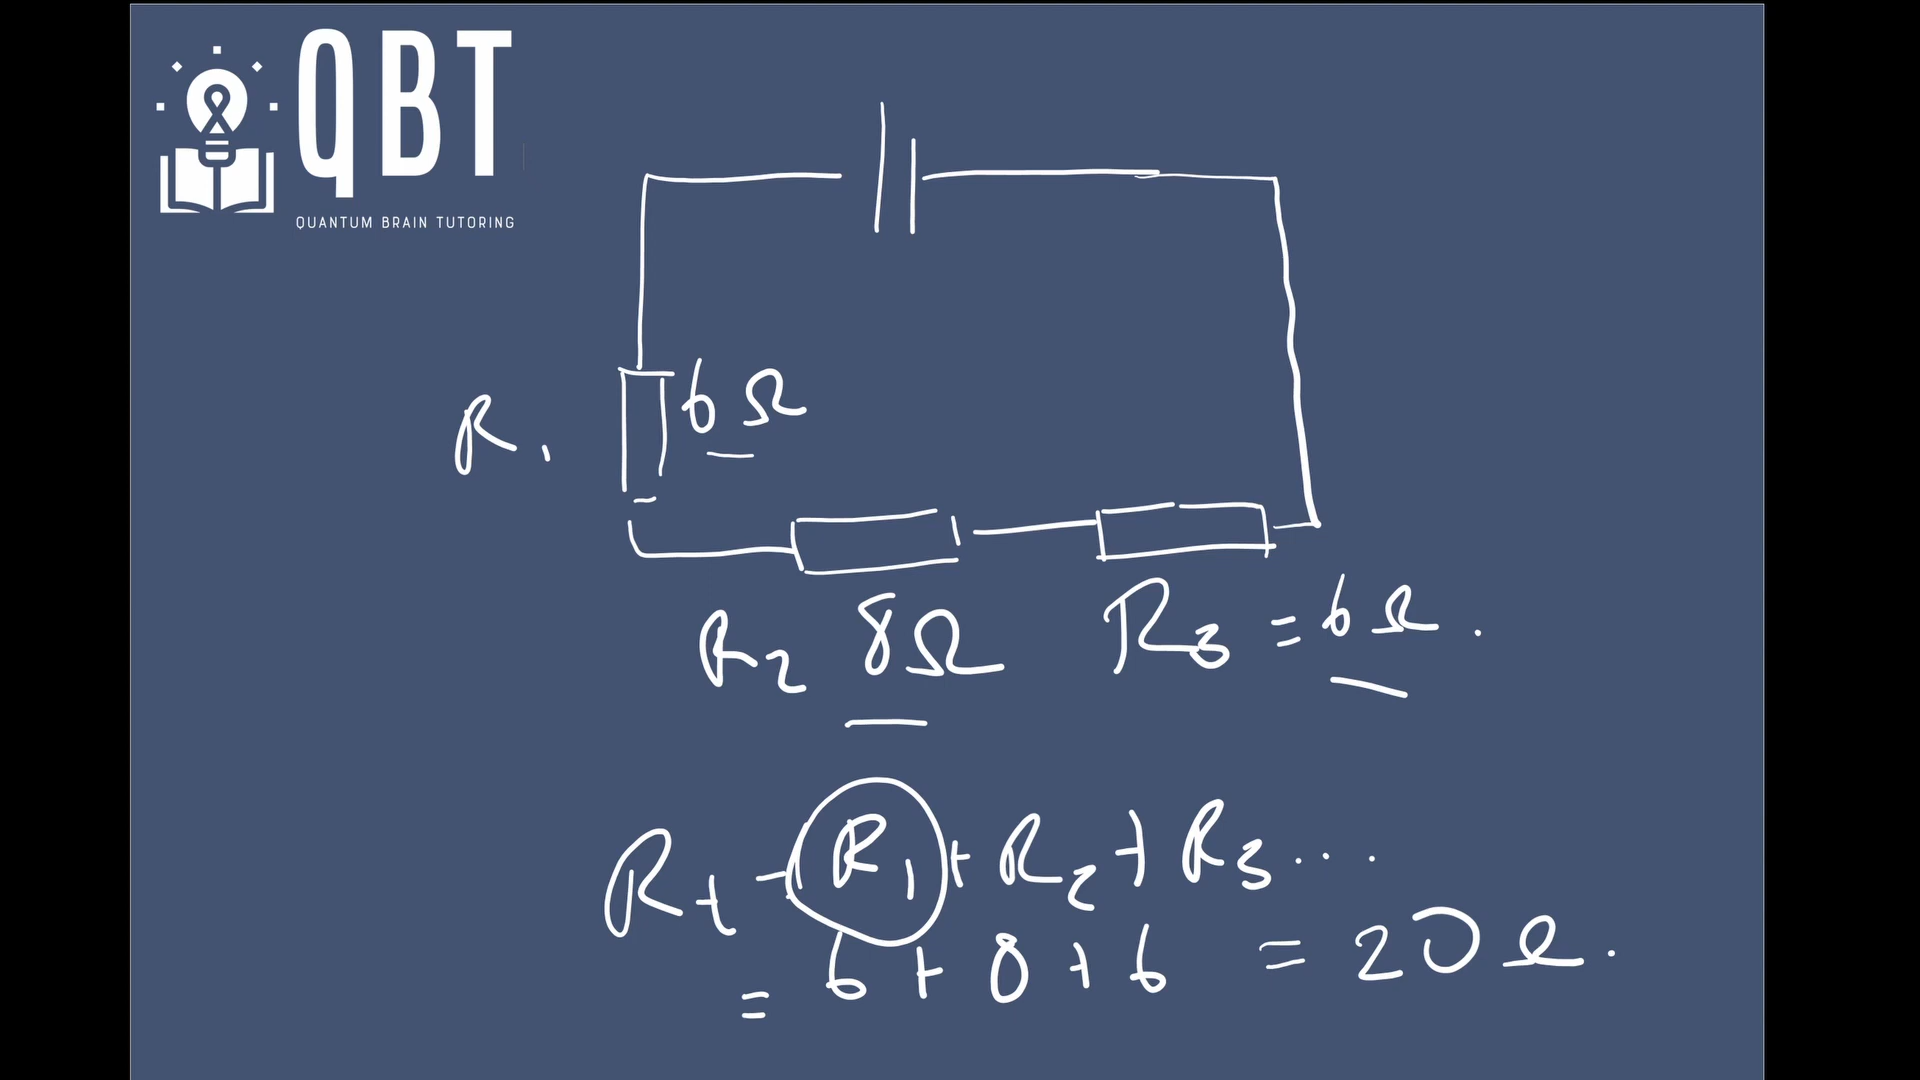 QBT
QUANTUM BRAIN TUTORING
6Ω
R1
R2 8Ω
R3 = 6Ω.
Rt = R1 + R2 + R3....
= 6 + 8 + 6 = 20Ω.